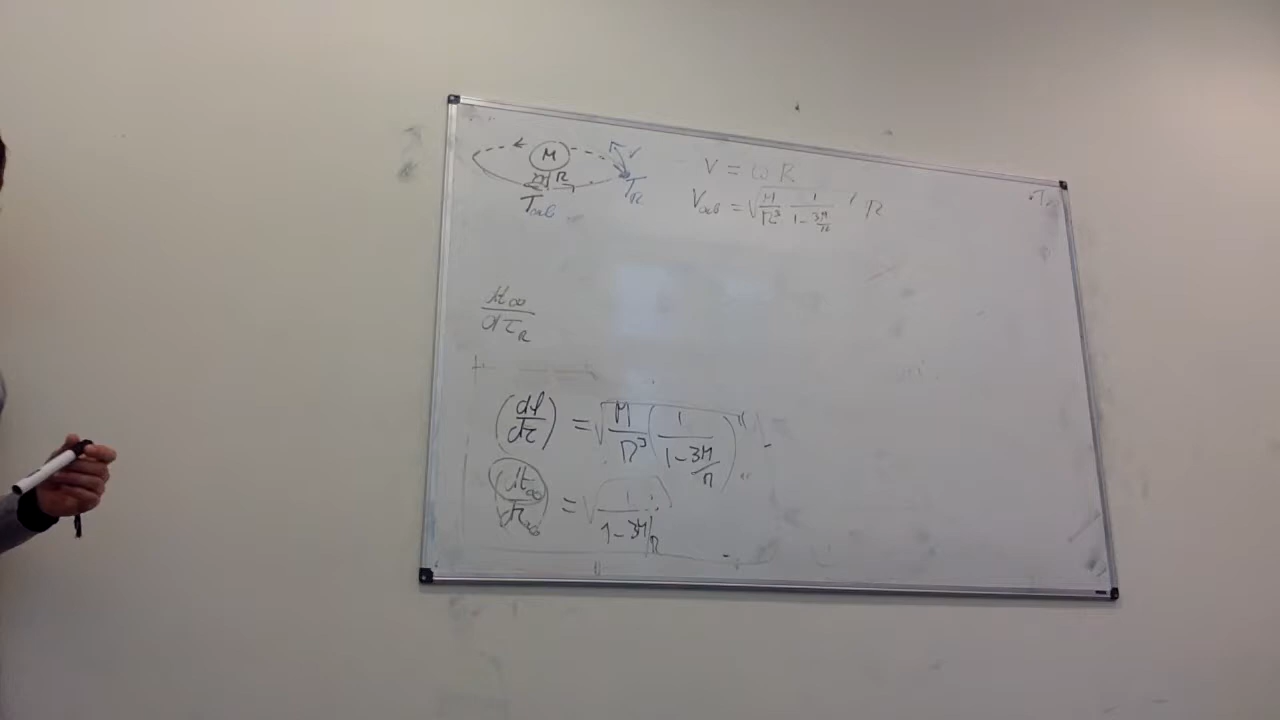 M
R
T_R
T_orb
V = ω R
V_orb = √(M/R³ 1/(1 - 3M/R)) R
dt_∞/dτ_R
(dφ/dτ) = √(M/R³ (1/(1 - 3M/R)))
dt_∞/dτ_orb = √(1/(1 - 3M/R))